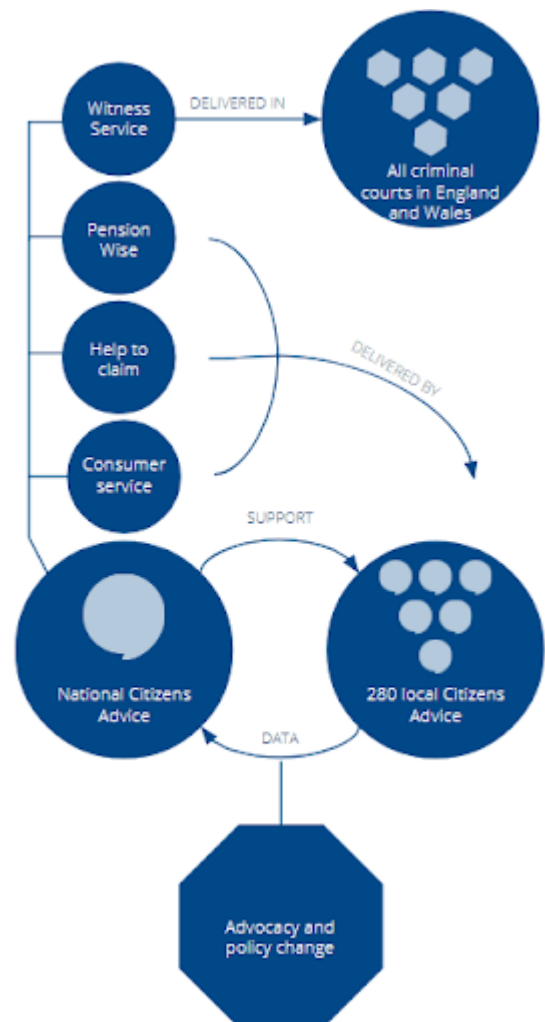 Witness
Service
DELIVERED IN
All criminal
courts in England
and Wales
Pension
Wise
Help to
claim
DELIVERED BY
Consumer
service
SUPPORT
National Citizens
Advice
280 local Citizens
Advice
DATA
Advocacy and
policy change